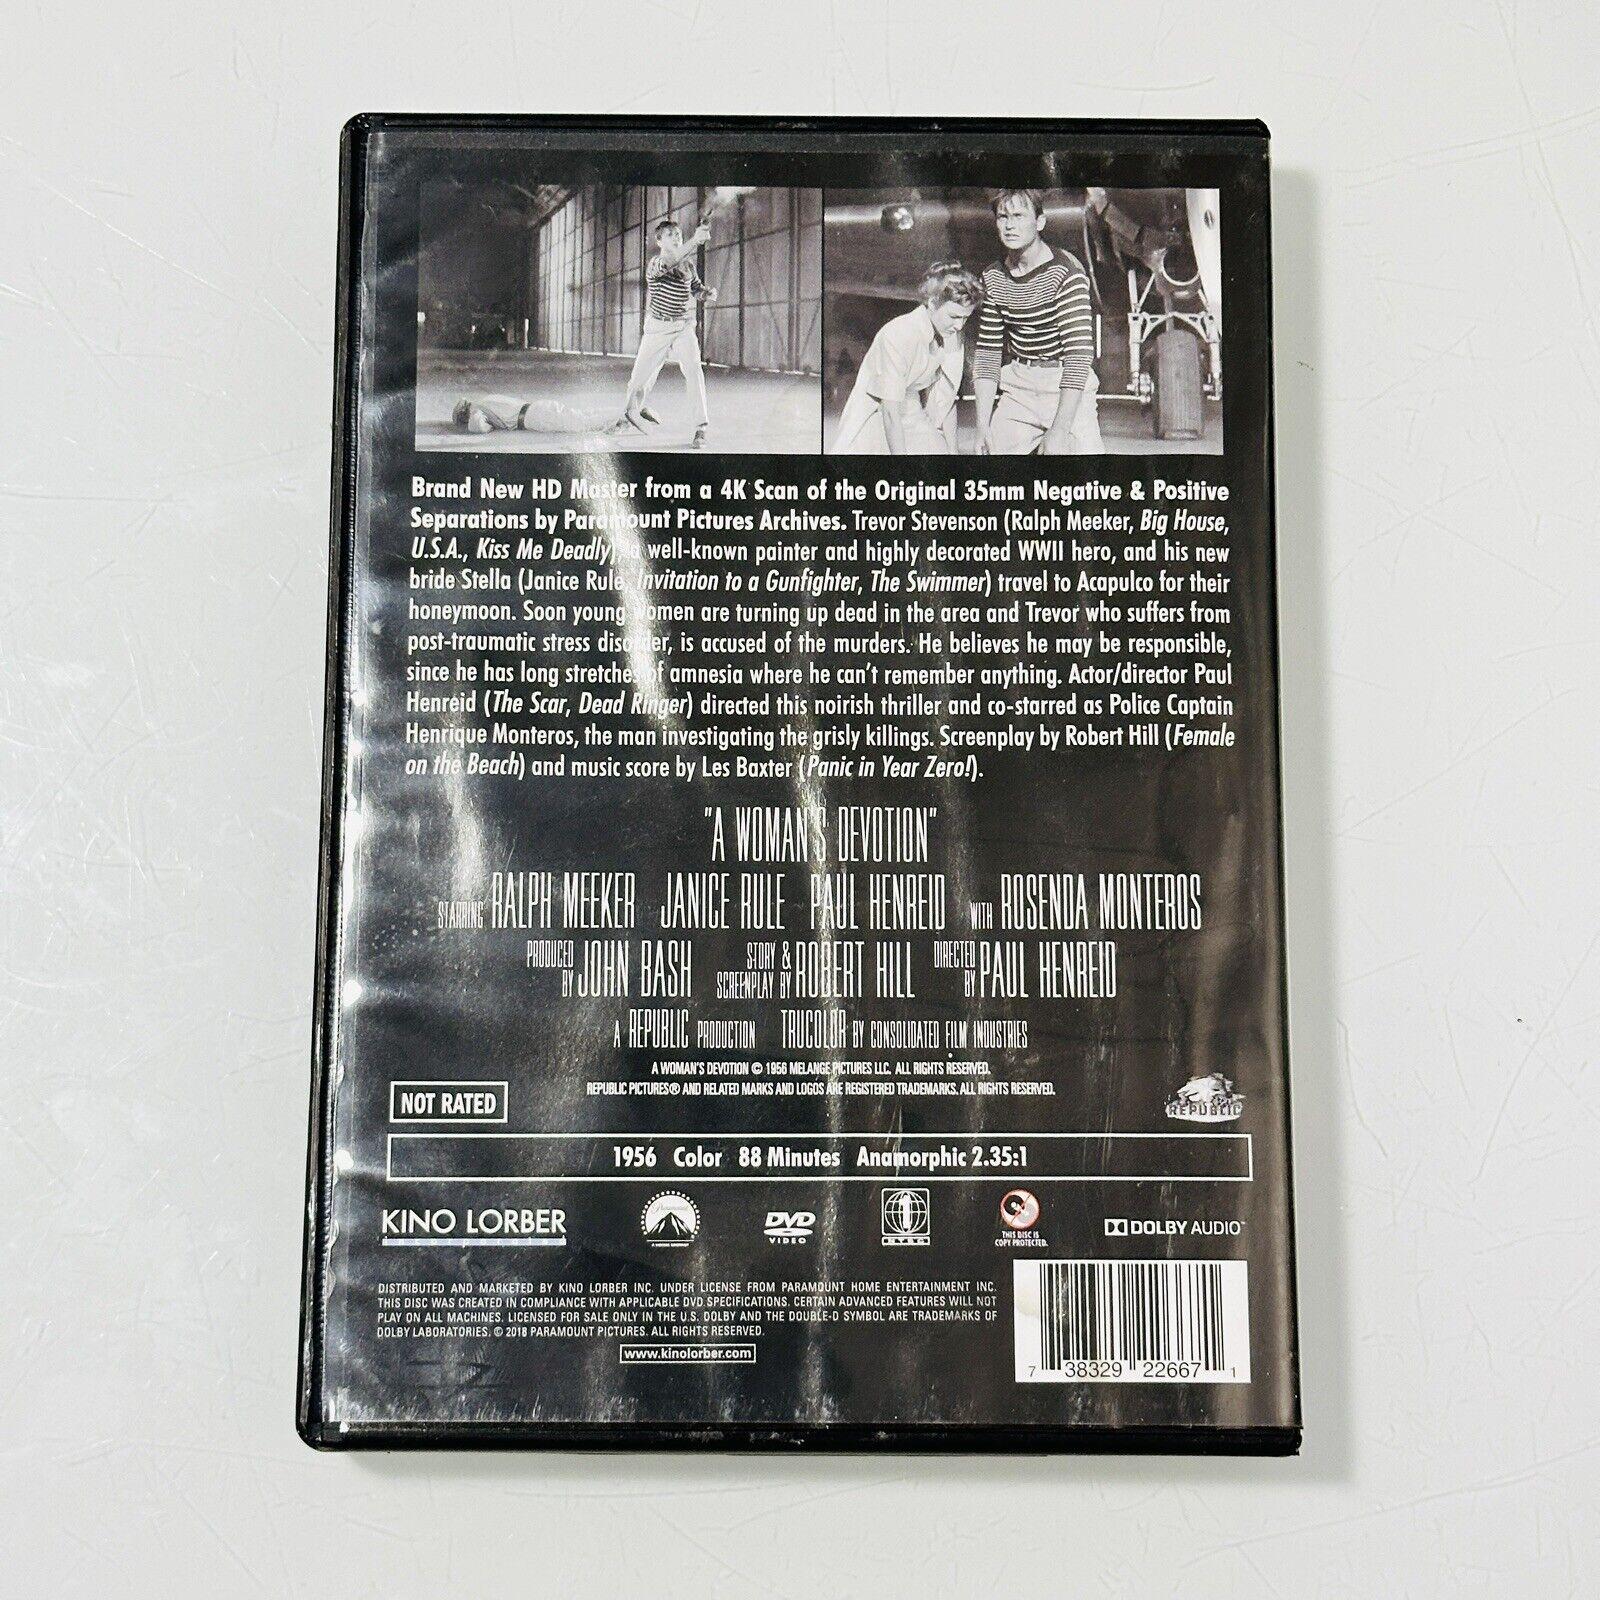 Brand New HD Master from a 4K Scan of the Original 35mm Negative & Positive
Separations by Paramount Pictures Archives. Trevor Stevenson (Ralph Meeker, Big House,
U.S.A., Kiss Me Deadly), a well-known painter and highly decorated WWII hero, and his new
bride Stella (Janice Rule, Invitation to a Gunfighter, The Swimmer) travel to Acapulco for their
honeymoon. Soon young women are turning up dead in the area and Trevor who suffers from
post-traumatic stress disorder, is accused of the murders. He believes he may be responsible,
since he has long stretches of amnesia where he can't remember anything. Actor/director Paul
Henreid (The Scar, Dead Ringer) directed this noirish thriller and co-starred as Police Captain
Henrique Monteros, the man investigating the grisly killings. Screenplay by Robert Hill (Female
on the Beach) and music score by Les Baxter (Panic in Year Zero!).
"A WOMAN'S DEVOTION"
STARRING RALPH MEEKER JANICE RULE PAUL HENREID WITH ROSENDA MONTEROS
PRODUCED BY JOHN BASH STORY & SCREENPLAY BY ROBERT HILL DIRECTED BY PAUL HENREID
A REPUBLIC PRODUCTION TRUCOLOR BY CONSOLIDATED FILM INDUSTRIES
A WOMAN'S DEVOTION © 1956 MELANGE PICTURES LLC. ALL RIGHTS RESERVED.
REPUBLIC PICTURES® AND RELATED MARKS AND LOGOS ARE REGISTERED TRADEMARKS. ALL RIGHTS RESERVED.
NOT RATED
REPUBLIC
1956 Color 88 Minutes Anamorphic 2.35:1
KINO LORBER
Paramount
DVD
VIDEO
NTSC
THIS DISC IS
COPY PROTECTED.
DOLBY AUDIO™
DISTRIBUTED AND MARKETED BY KINO LORBER INC. UNDER LICENSE FROM PARAMOUNT HOME ENTERTAINMENT INC.
THIS DISC WAS CREATED IN COMPLIANCE WITH APPLICABLE DVD SPECIFICATIONS. CERTAIN ADVANCED FEATURES WILL NOT
PLAY ON ALL MACHINES. LICENSED FOR SALE ONLY IN THE U.S. DOLBY AND THE DOUBLE-D SYMBOL ARE TRADEMARKS OF
DOLBY LABORATORIES. © 2018 PARAMOUNT PICTURES. ALL RIGHTS RESERVED.
www.kinolorber.com
7 38329 22667 1